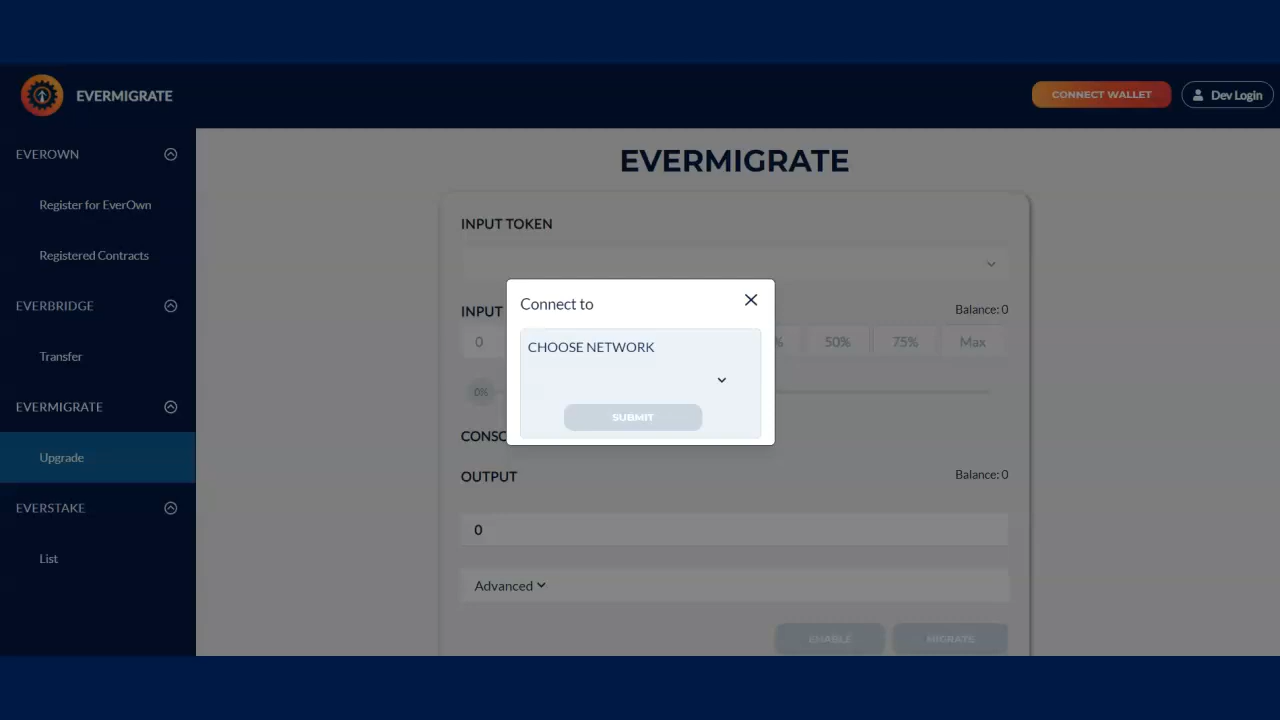 EVERMIGRATE
CONNECT WALLET
Dev Login
EVEROWN
Register for EverOwn
Registered Contracts
EVERBRIDGE
Transfer
EVERMIGRATE
Upgrade
EVERSTAKE
List
EVERMIGRATE
INPUT TOKEN
INPUT
Balance: 0
0
%
50%
75%
Max
0%
Connect to
CHOOSE NETWORK
SUBMIT
OUTPUT
Balance: 0
0
Advanced
ENABLE
MIGRATE